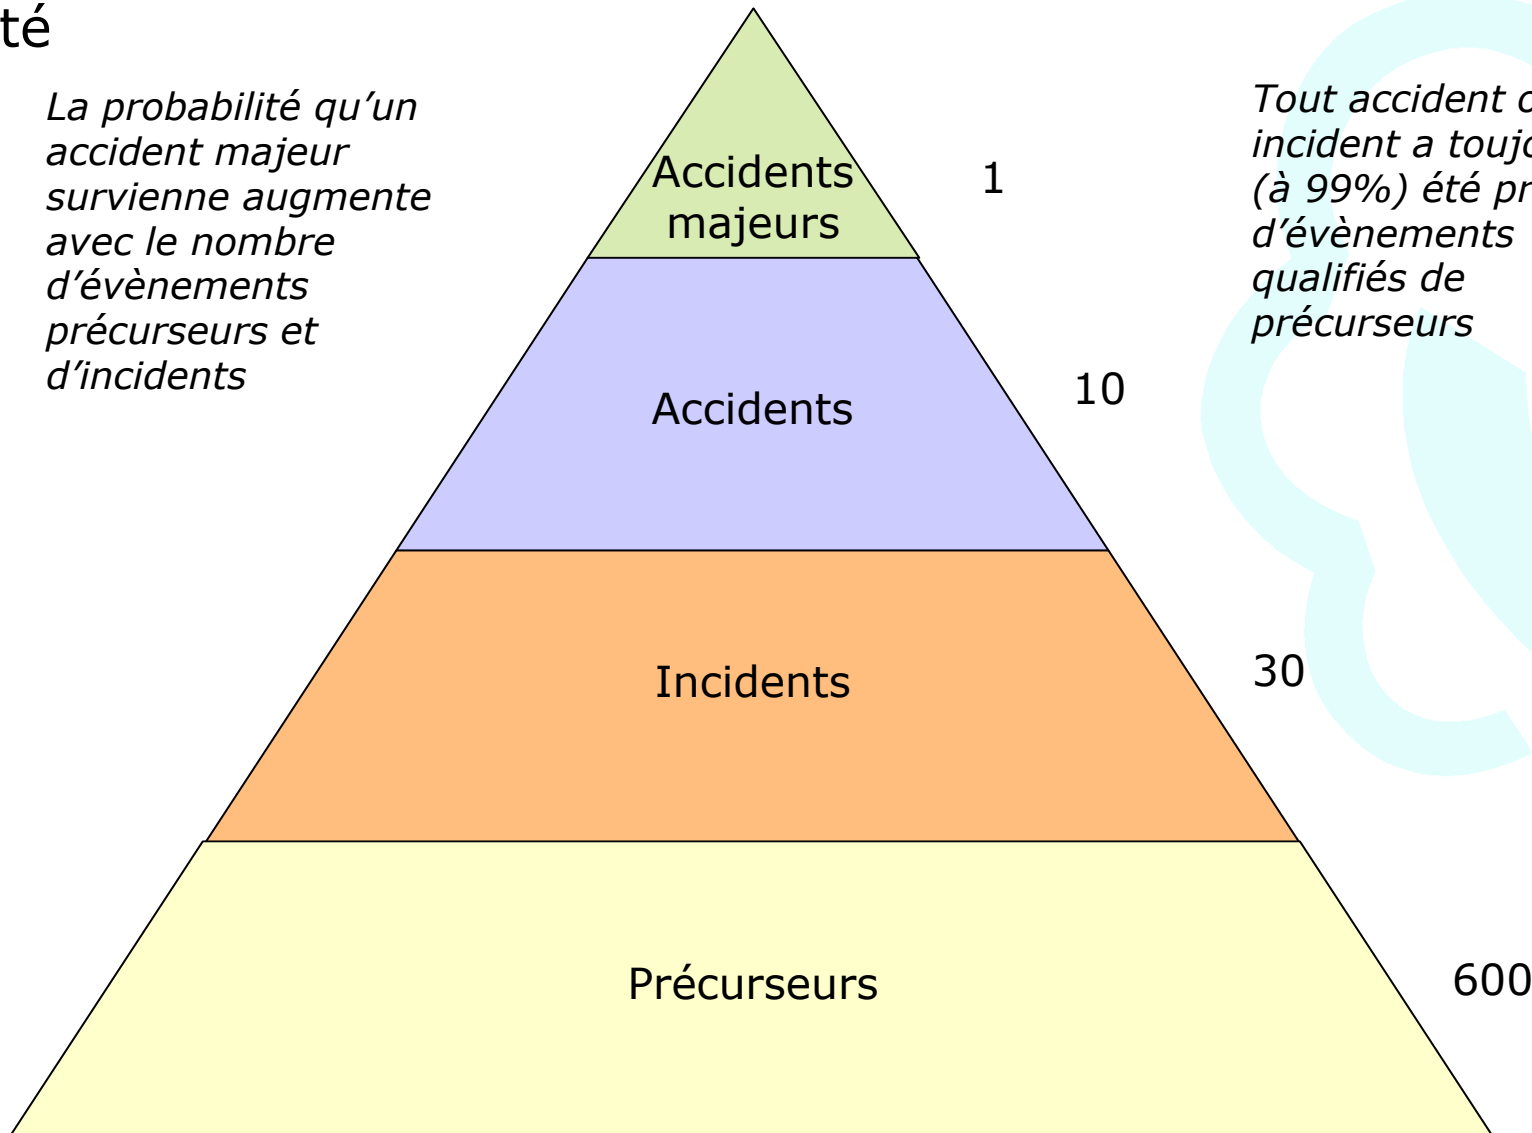 té
La probabilité qu’un
accident majeur
survienne augmente
avec le nombre
d’évènements
précurseurs et
d’incidents
Tout accident
incident a
(à 99%) été
d’évènements
qualifiés de
précurseurs
Accidents
majeurs
1
Accidents
10
Incidents
30
Précurseurs
600